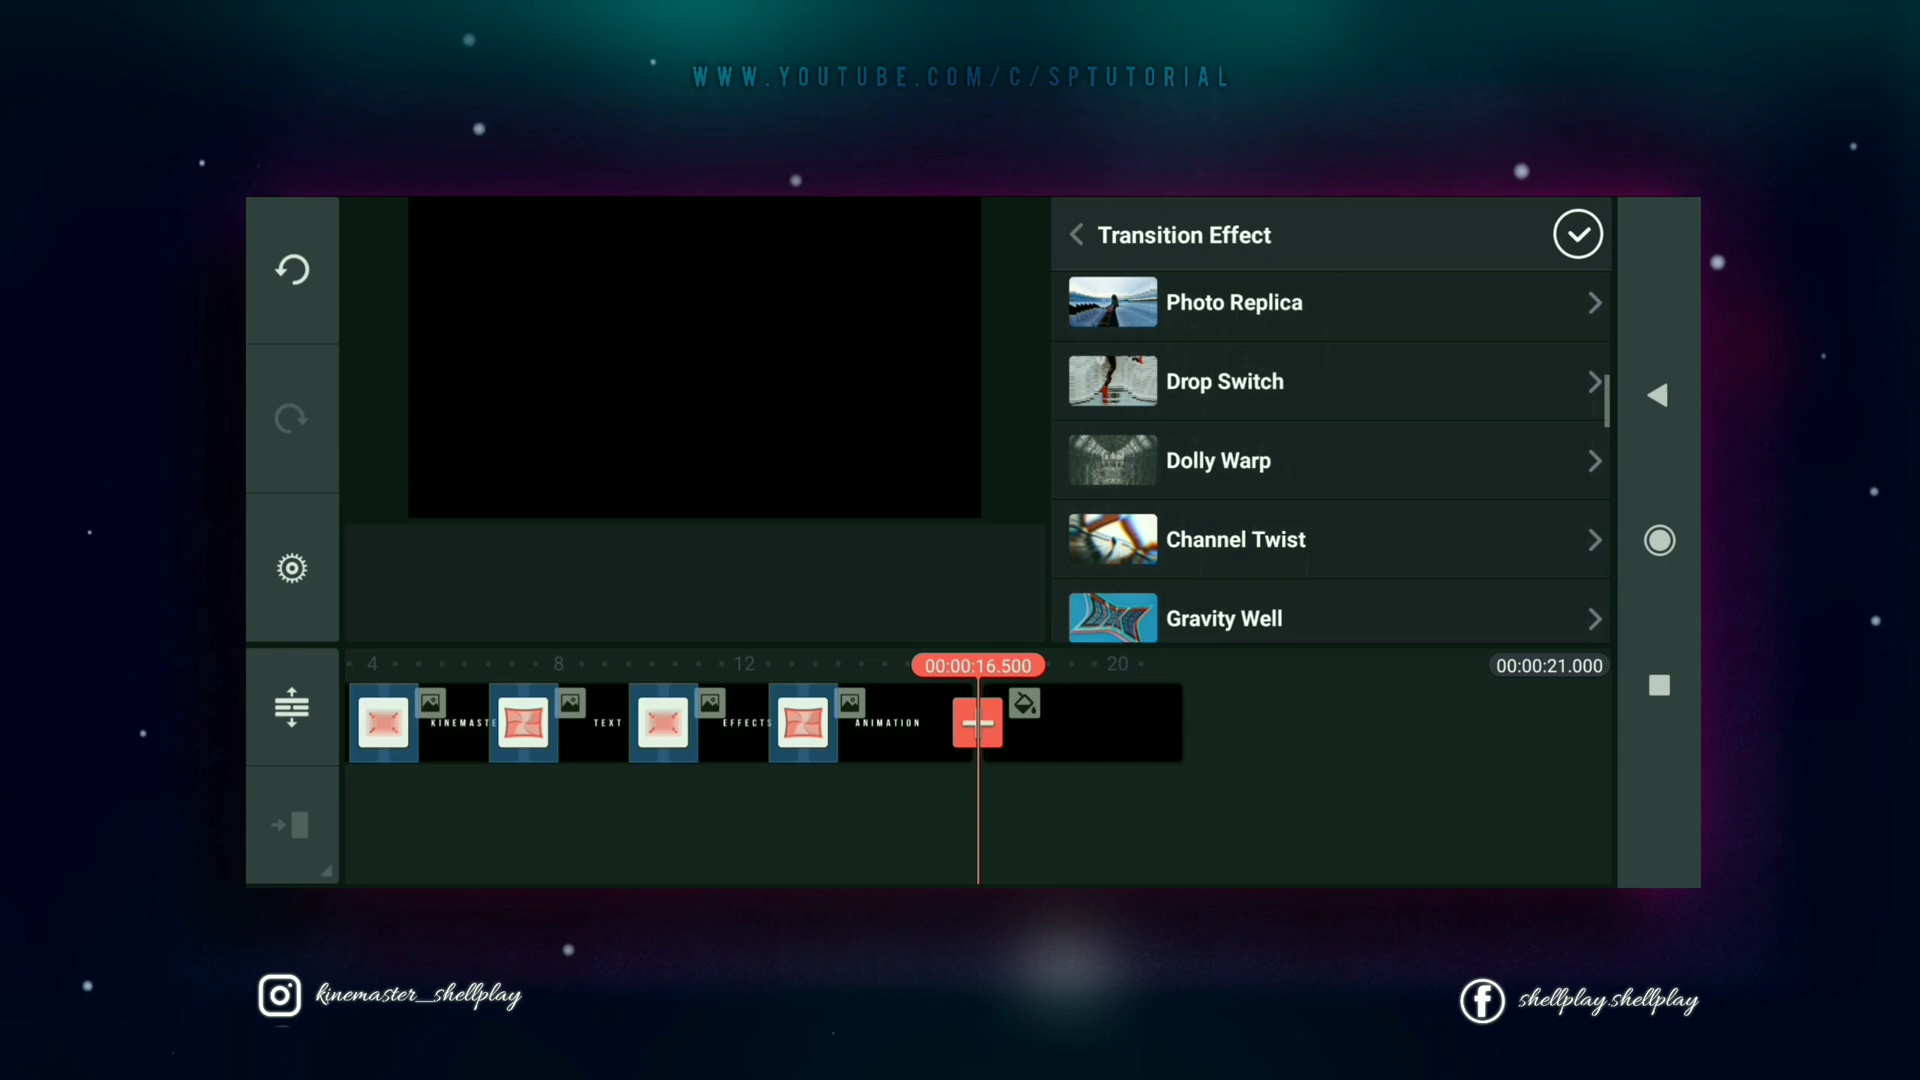 WWW.YOUTUBE.COM/C/SPTUTORIAL
Transition Effect
Photo Replica
Drop Switch
Dolly Warp
Channel Twist
Gravity Well
4 8 12 00:00:16.500 20 00:00:21.000
KINEMASTE TEXT EFFECTS ANIMATION
kinemaster_shellplay
shellplay.shellplay